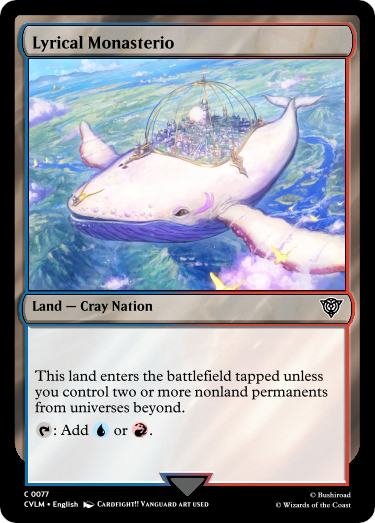 Lyrical Monasterio
Land — Cray Nation
This land enters the battlefield tapped unless
you control two or more nonland permanents
from universes beyond.
: Add or .
C 0077
CVLM • English CARDFIGHT!! VANGUARD ART USED
© Bushiroad
© Wizards of the Coast